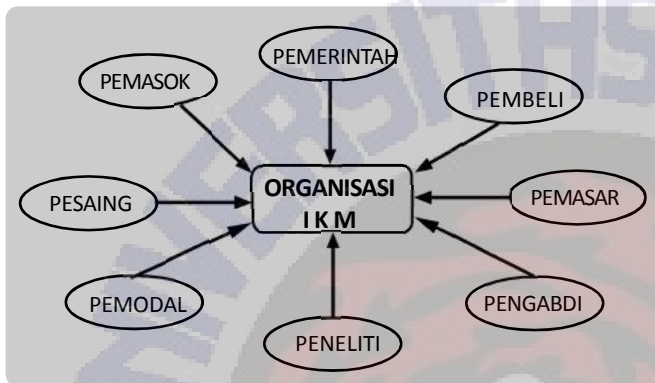 PEMERINTAH
PEMASOK
PEMBELI
ORGANISASI
I K M
PESAING
PEMASAR
PEMODAL
PENGABDI
PENELITI